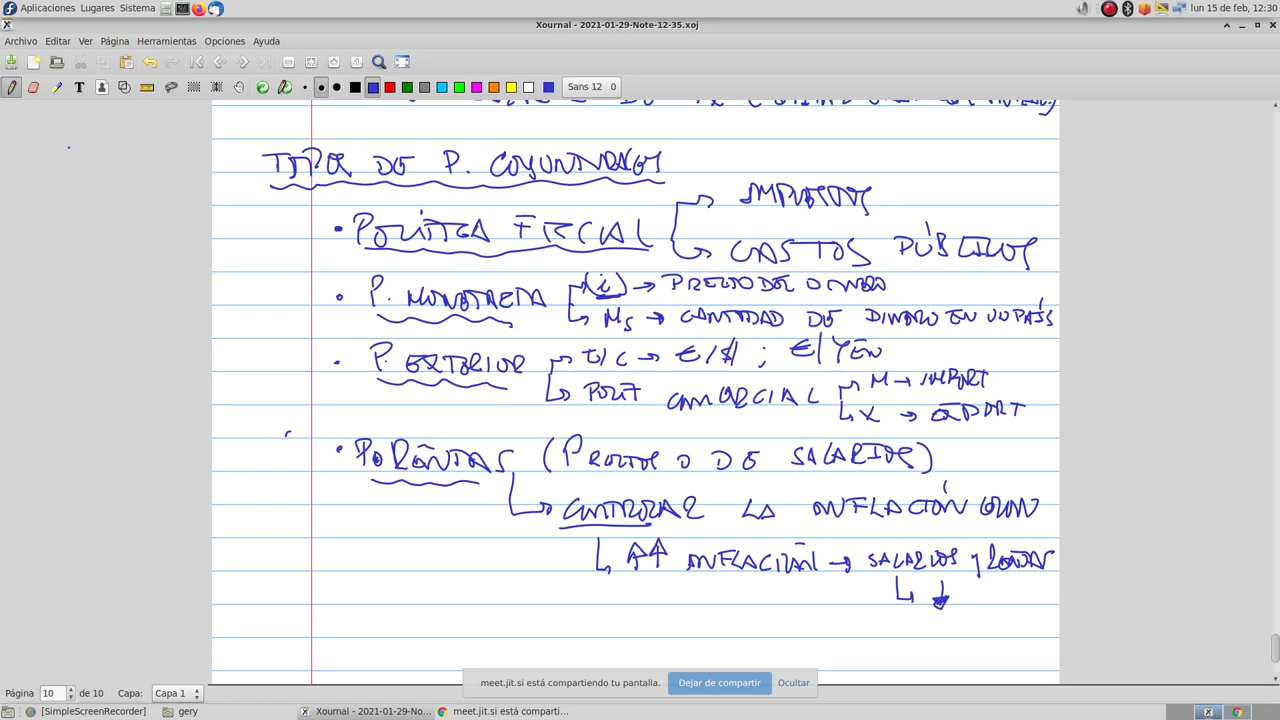 Aplicaciones Lugares Sistema lun 15 de feb, 12:30
Xournal - 2021-01-29-Note-12-35.xoj
Archivo Editar Ver Página Herramientas Opciones Ayuda
Sans 12 0
TIPOS DE P. COYUNTURALES
• POLÍTICA FISCAL → IMPUESTOS
→ GASTOS PÚBLICOS
• P. MONETARIA (i) → PRECIO DEL DINERO
Ms → CANTIDAD DE DINERO EN UN PAÍS
• P. EXTERIOR → T/C → €/$ ; €/YEN
→ POLIT COMERCIAL → M → IMPORT
→ X → EXPORT
• P. RENTAS (PRECIOS O DE SALARIOS)
→ CONTROLAR LA INFLACIÓN
↑↑ INFLACIÓN → SALARIOS y RENTAS
↓
meet.jit.si está compartiendo tu pantalla. Dejar de compartir Ocultar
Página 10 de 10 Capa: Capa 1
[SimpleScreenRecorder] gery Xournal - 2021-01-29-No... meet.jit.si está comparti...